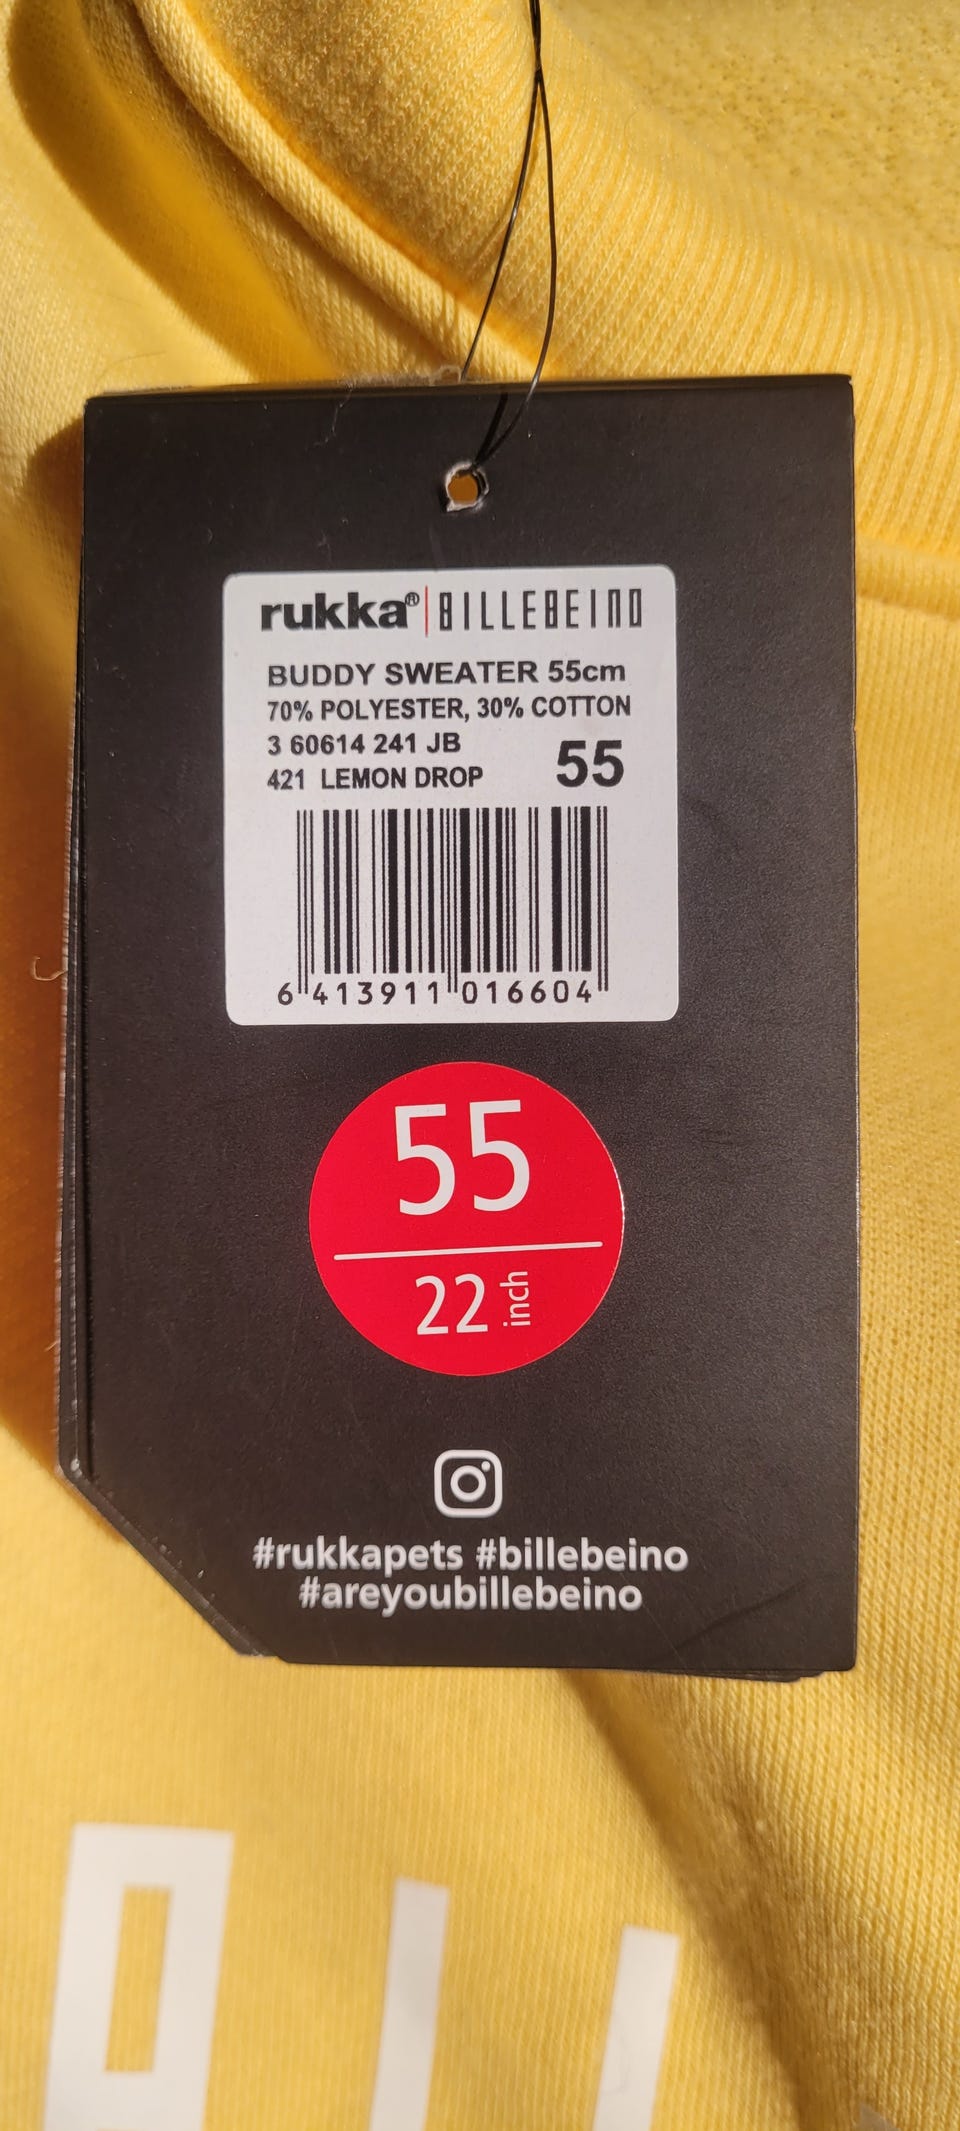 rukka® BILLEBEINO
BUDDY SWEATER 55cm
70% POLYESTER, 30% COTTON
3 60614 241 JB
421 LEMON DROP
55
6 413911 016604
55
22 inch
#rukkapets #billebeino
#areyoubillebeino